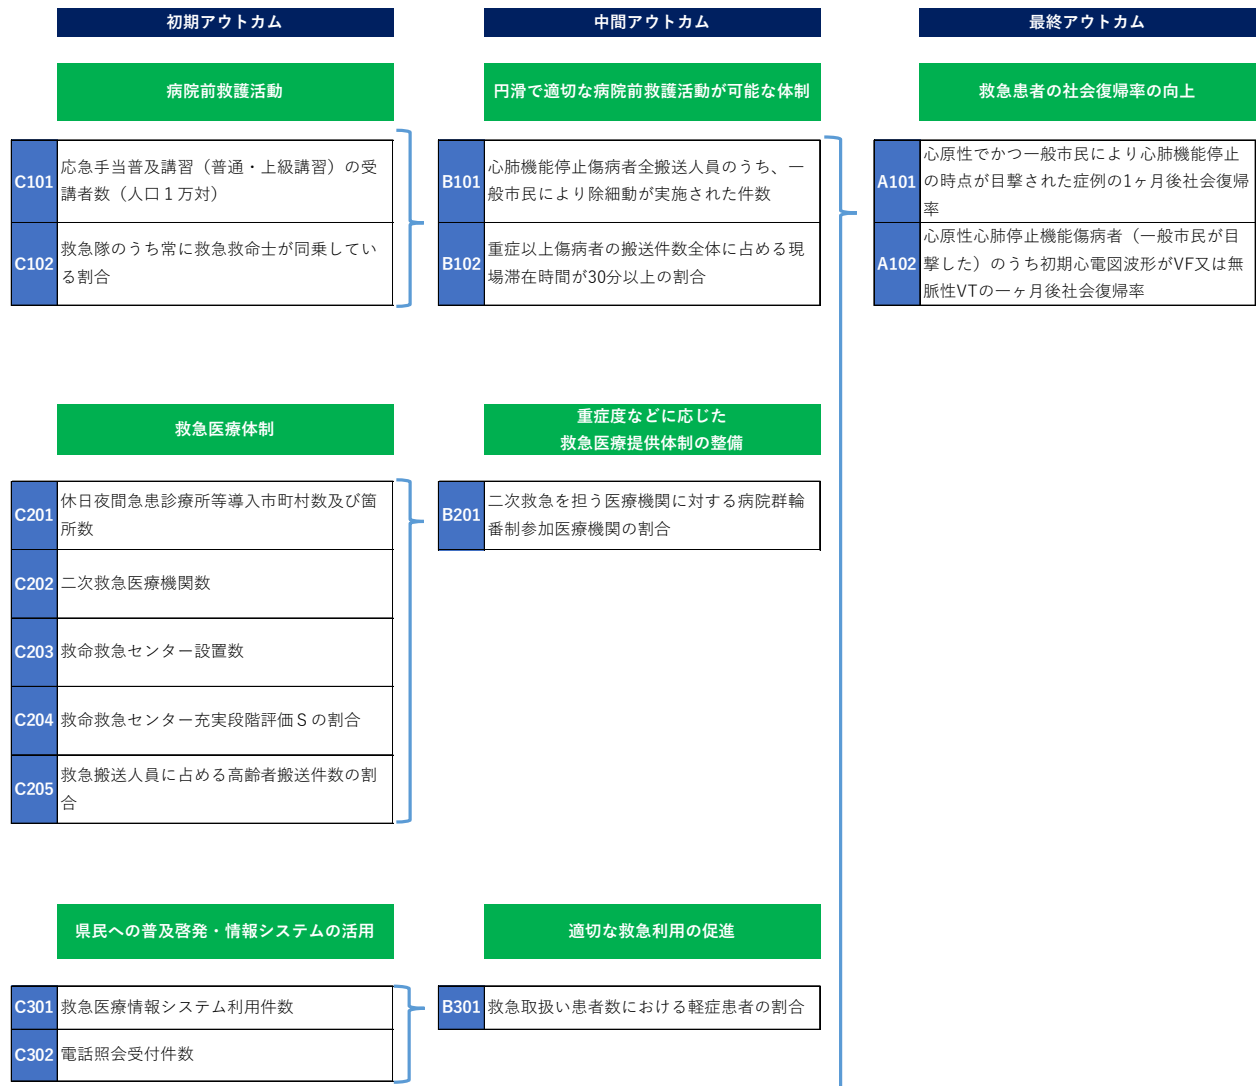 初期アウトカム
中間アウトカム
最終アウトカム
病院前救護活動
円滑で適切な病院前救護活動が可能な体制
救急患者の社会復帰率の向上
C101
応急手当普及講習（普通・上級講習）の受
講者数（人口１万対）
C102
救急隊のうち常に救急救命士が同乗してい
る割合
B101
心肺機能停止傷病者全搬送人員のうち、一
般市民により除細動が実施された件数
B102
重症以上傷病者の搬送件数全体に占める現
場滞在時間が30分以上の割合
A101
心原性でかつ一般市民により心肺機能停止
の時点が目撃された症例の1ヶ月後社会復帰
率
A102
心原性心肺停止機能傷病者（一般市民が目
撃した）のうち初期心電図波形がVF又は無
脈性VTの一ヶ月後社会復帰率
救急医療体制
重症度などに応じた
救急医療提供体制の整備
C201
休日夜間急患診療所等導入市町村数及び箇
所数
C202
二次救急医療機関数
C203
救命救急センター設置数
C204
救命救急センター充実段階評価Ｓの割合
C205
救急搬送人員に占める高齢者搬送件数の割
合
B201
二次救急を担う医療機関に対する病院群輪
番制参加医療機関の割合
県民への普及啓発・情報システムの活用
適切な救急利用の促進
C301
救急医療情報システム利用件数
C302
電話照会受付件数
B301
救急取扱い患者数における軽症患者の割合